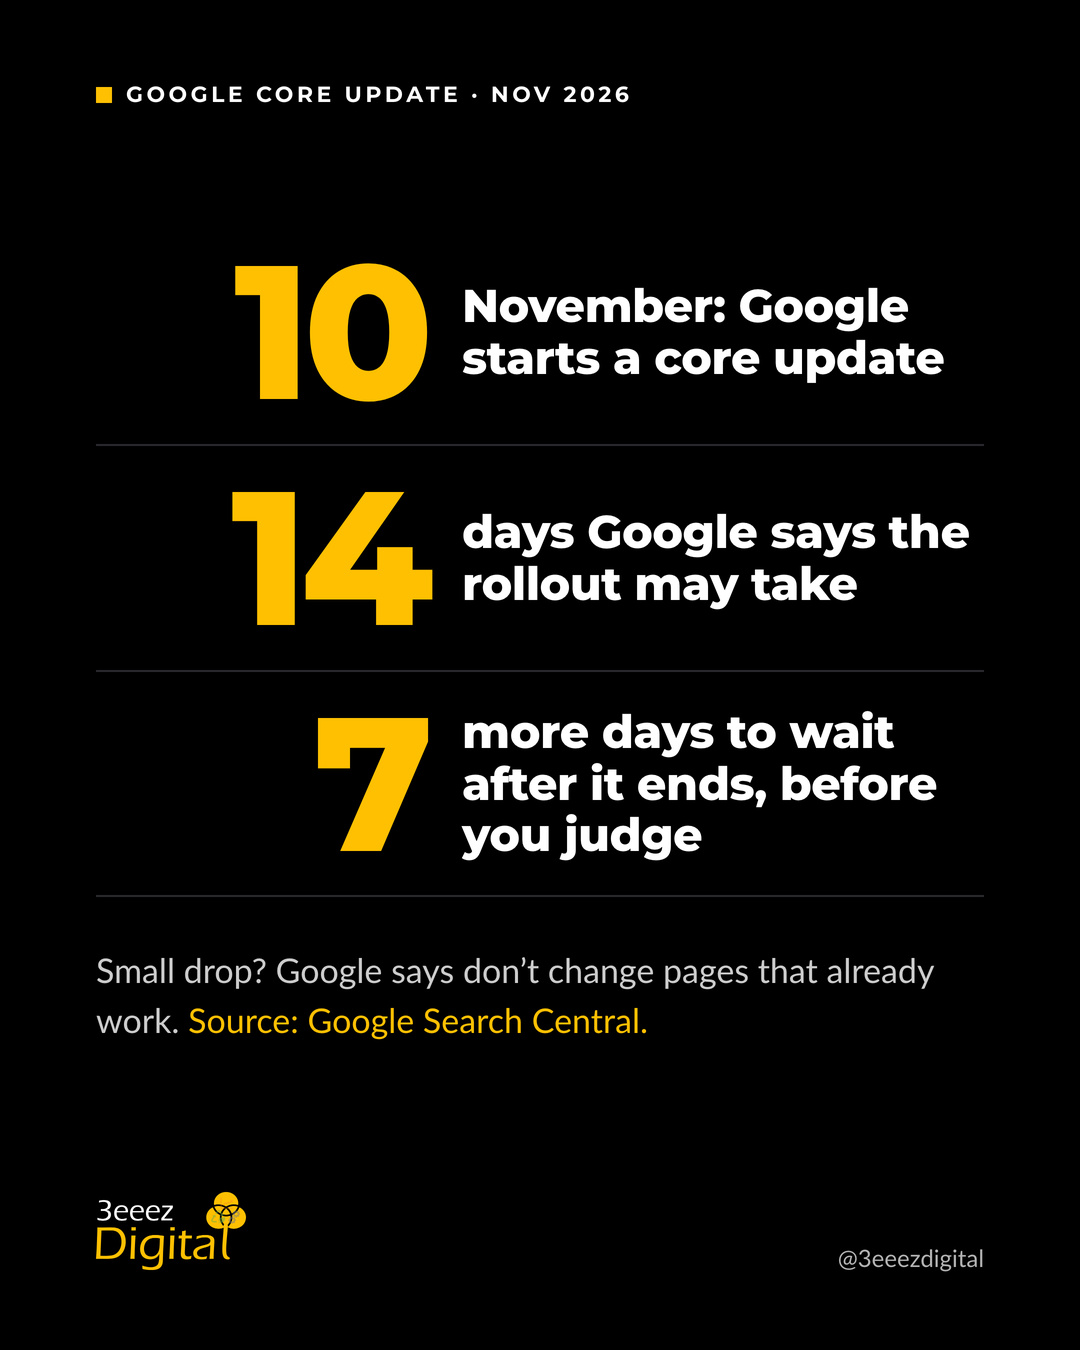 GOOGLE CORE UPDATE · NOV 2026
10
November: Google
starts a core update
14
days Google says the
rollout may take
7
more days to wait
after it ends, before
you judge
Small drop? Google says don’t change pages that already
work. Source: Google Search Central.
3eeez
Digital
@3eeezdigital